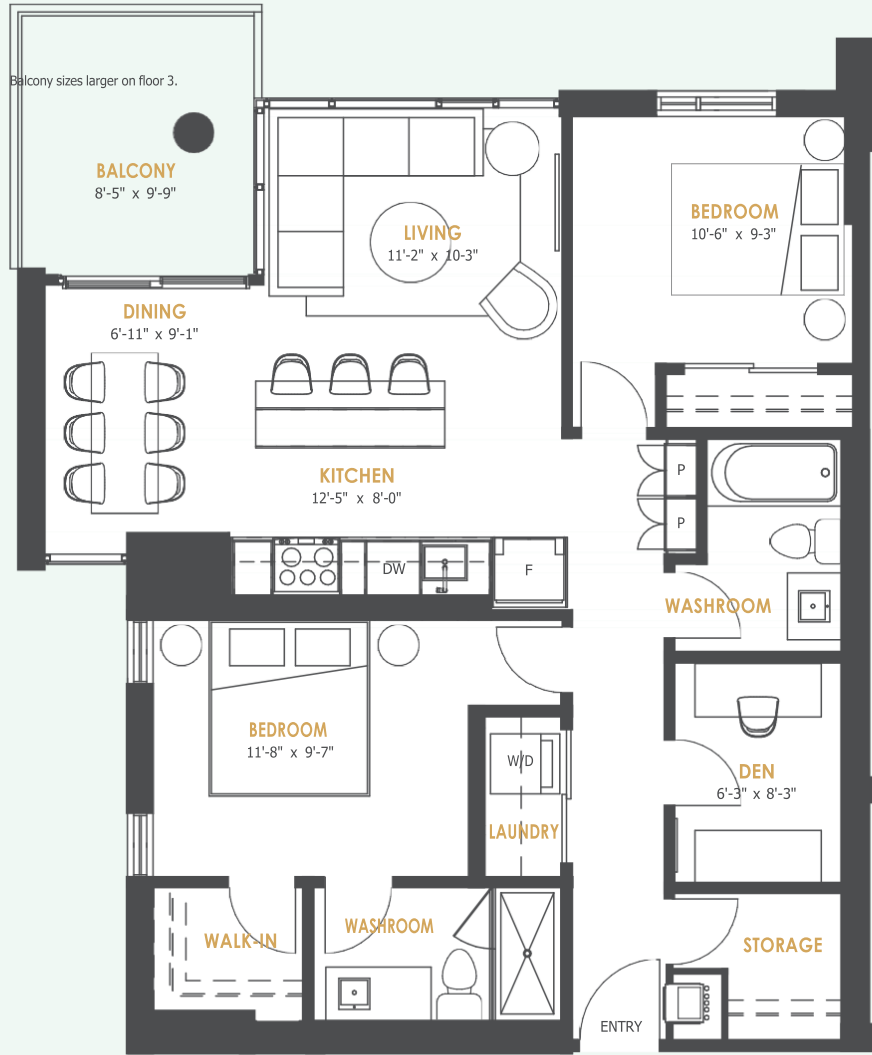 Balcony sizes larger on floor 3.
BALCONY
8'-5" x 9'-9"
LIVING
11'-2" x 10-3"
BEDROOM
10'-6" x 9-3"
DINING
6'-11" x 9'-1"
KITCHEN
12'-5" x 8'-0"
P
P
DW
F
WASHROOM
BEDROOM
11'-8" x 9'-7"
W/D
LAUNDRY
DEN
6'-3" x 8'-3"
WALK-IN
WASHROOM
STORAGE
ENTRY